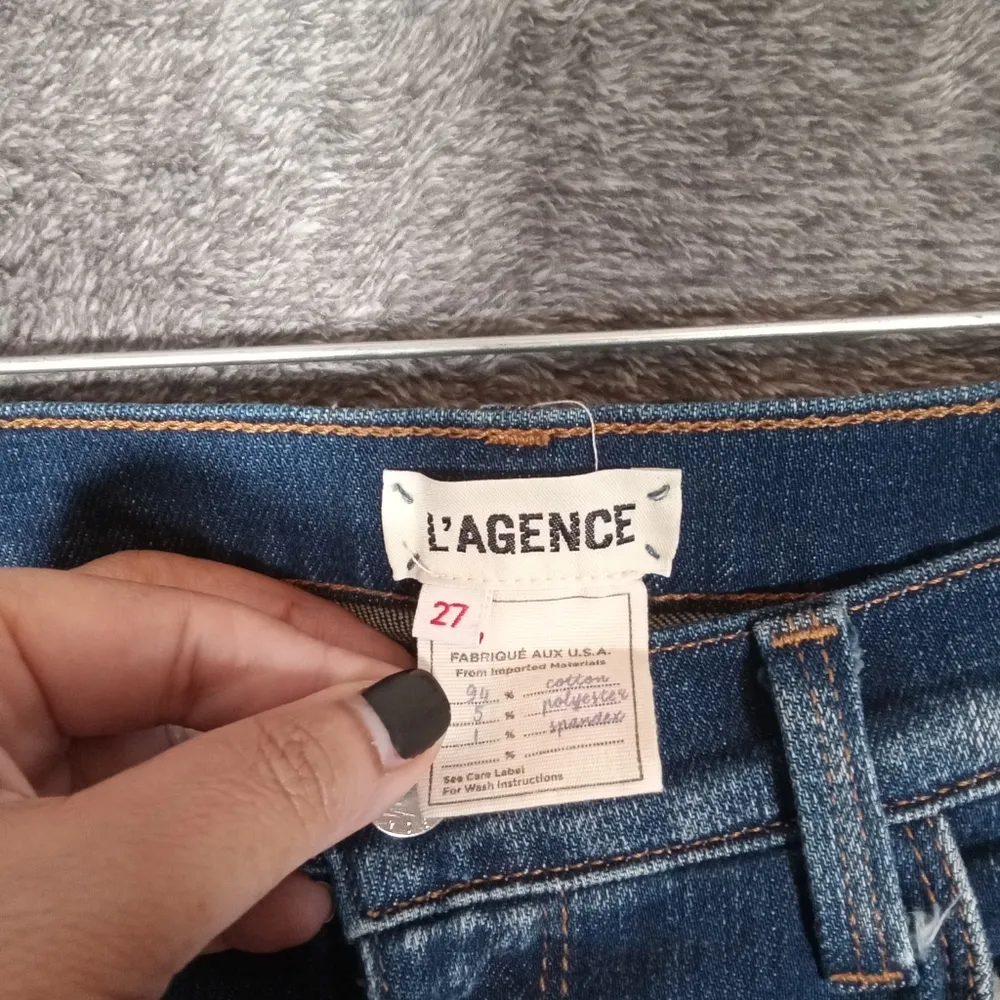 L'AGENCE
27
FABRIQUÉ AUX U.S.A.
From Imported Materials
94 % cotton
5 % polyester
1 % spandex
%
See Care Label
For Wash Instructions